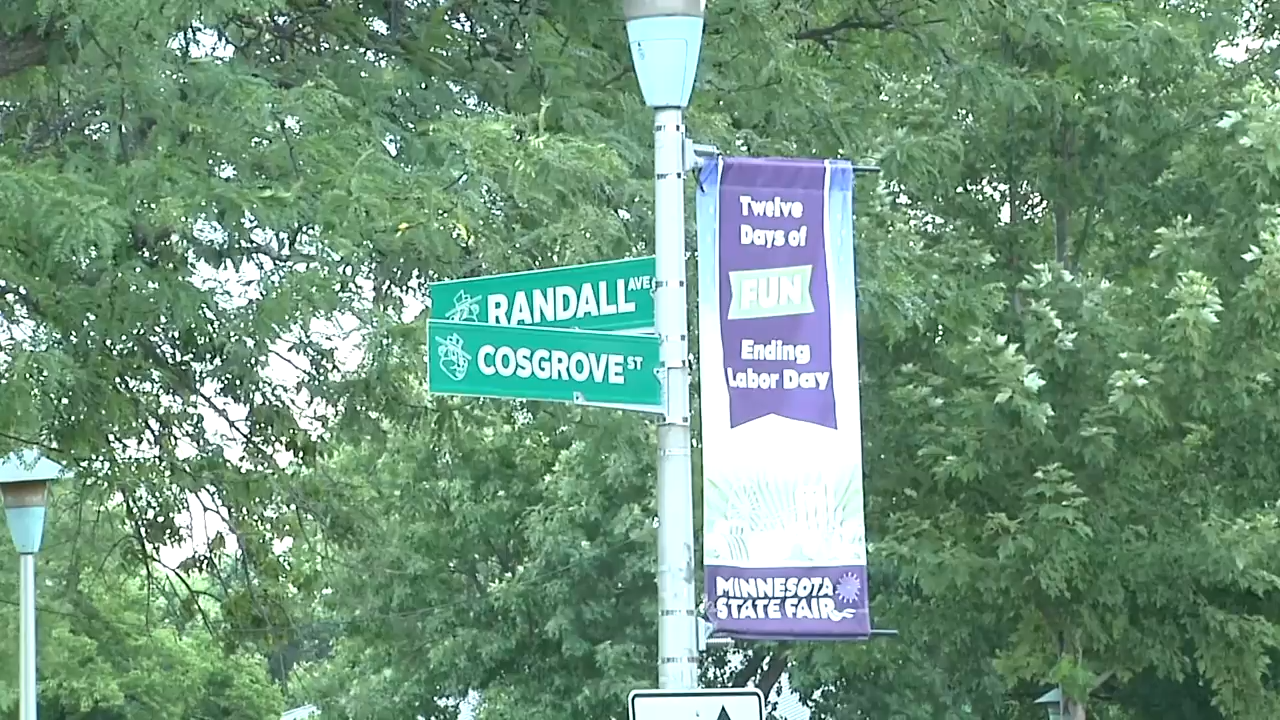 RANDALL AVE
COSGROVE ST
Twelve
Days of
FUN
Ending
Labor Day
MINNESOTA
STATE FAIR